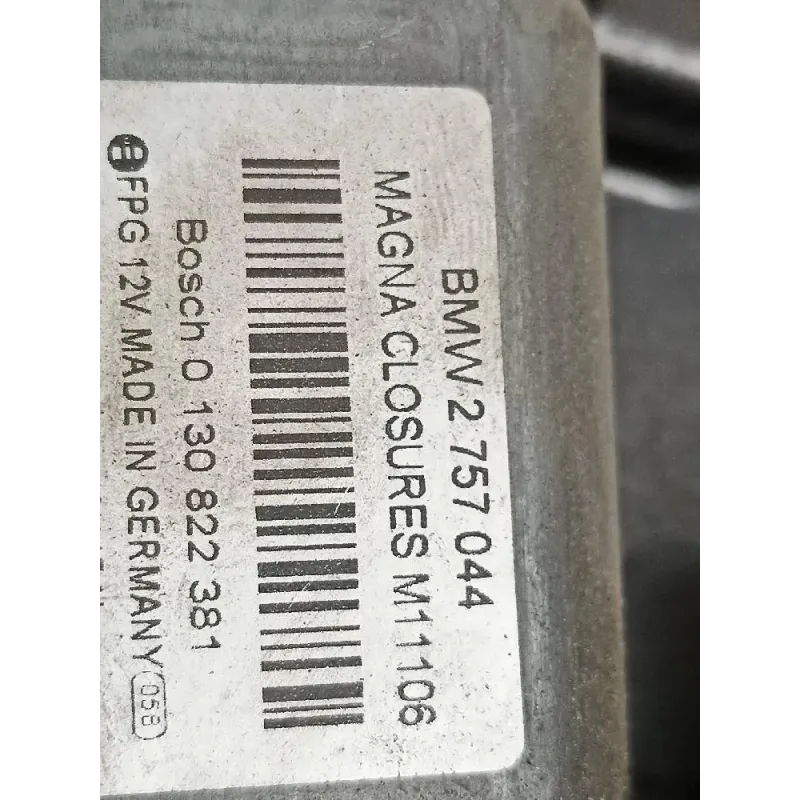 BMW 2 757 044
MAGNA CLOSURES M11106
Bosch 0 130 822 381
FPG 12V MADE IN GERMANY 058